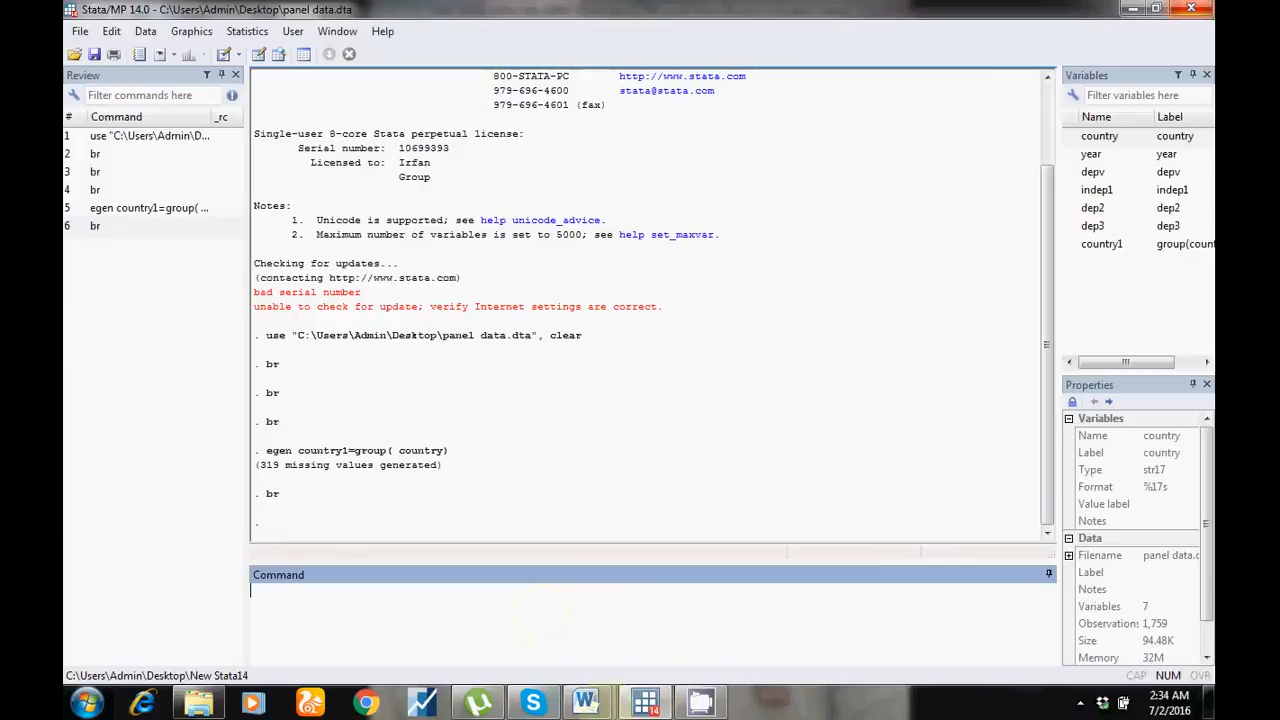 Stata/MP 14.0 - C:\Users\Admin\Desktop\panel data.dta
File Edit Data Graphics Statistics User Window Help
Review
Filter commands here
# Command _rc
1 use "C:\Users\Admin\D...
2 br
3 br
4 br
5 egen country1=group( ...
6 br
800-STATA-PC http://www.stata.com
979-696-4600 stata@stata.com
979-696-4601 (fax)
Single-user 8-core Stata perpetual license:
Serial number: 10699393
Licensed to: Irfan
Group
Notes:
1. Unicode is supported; see help unicode_advice.
2. Maximum number of variables is set to 5000; see help set_maxvar.
Checking for updates...
(contacting http://www.stata.com)
bad serial number
unable to check for update; verify Internet settings are correct.
. use "C:\Users\Admin\Desktop\panel data.dta", clear
. br
. br
. br
. egen country1=group( country)
(319 missing values generated)
. br
.
Command
Variables
Filter variables here
Name Label
country country
year year
depv depv
indep1 indep1
dep2 dep2
dep3 dep3
country1 group(coun
Properties
Variables
Name country
Label country
Type str17
Format %17s
Value label
Notes
Data
Filename panel data.c
Label
Notes
Variables 7
Observations 1,759
Size 94.48K
Memory 32M
C:\Users\Admin\Desktop\New Stata14
CAP NUM OVR
14
2:34 AM
7/2/2016